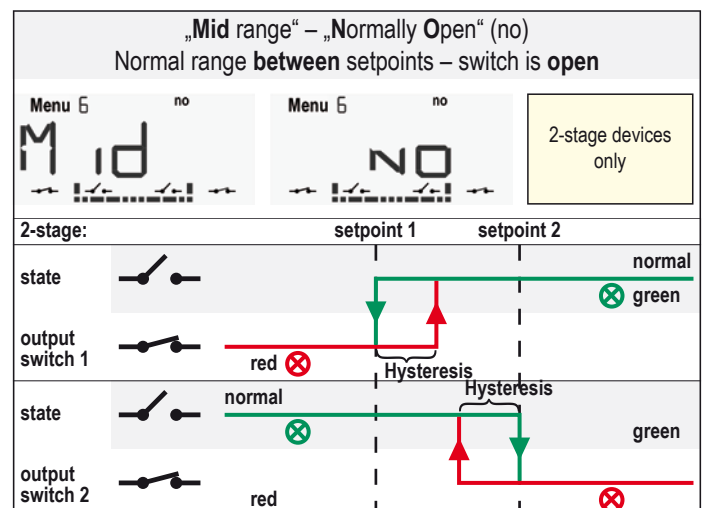 „Mid range“ – „Normally Open“ (no)
Normal range between setpoints – switch is open
Menu 6 no
Mid
Menu 6 no
NO
2-stage devices
only
2-stage: setpoint 1 setpoint 2
state normal
green
output
switch 1
red
Hysteresis
Hysteresis
normal
state
green
output
switch 2
red